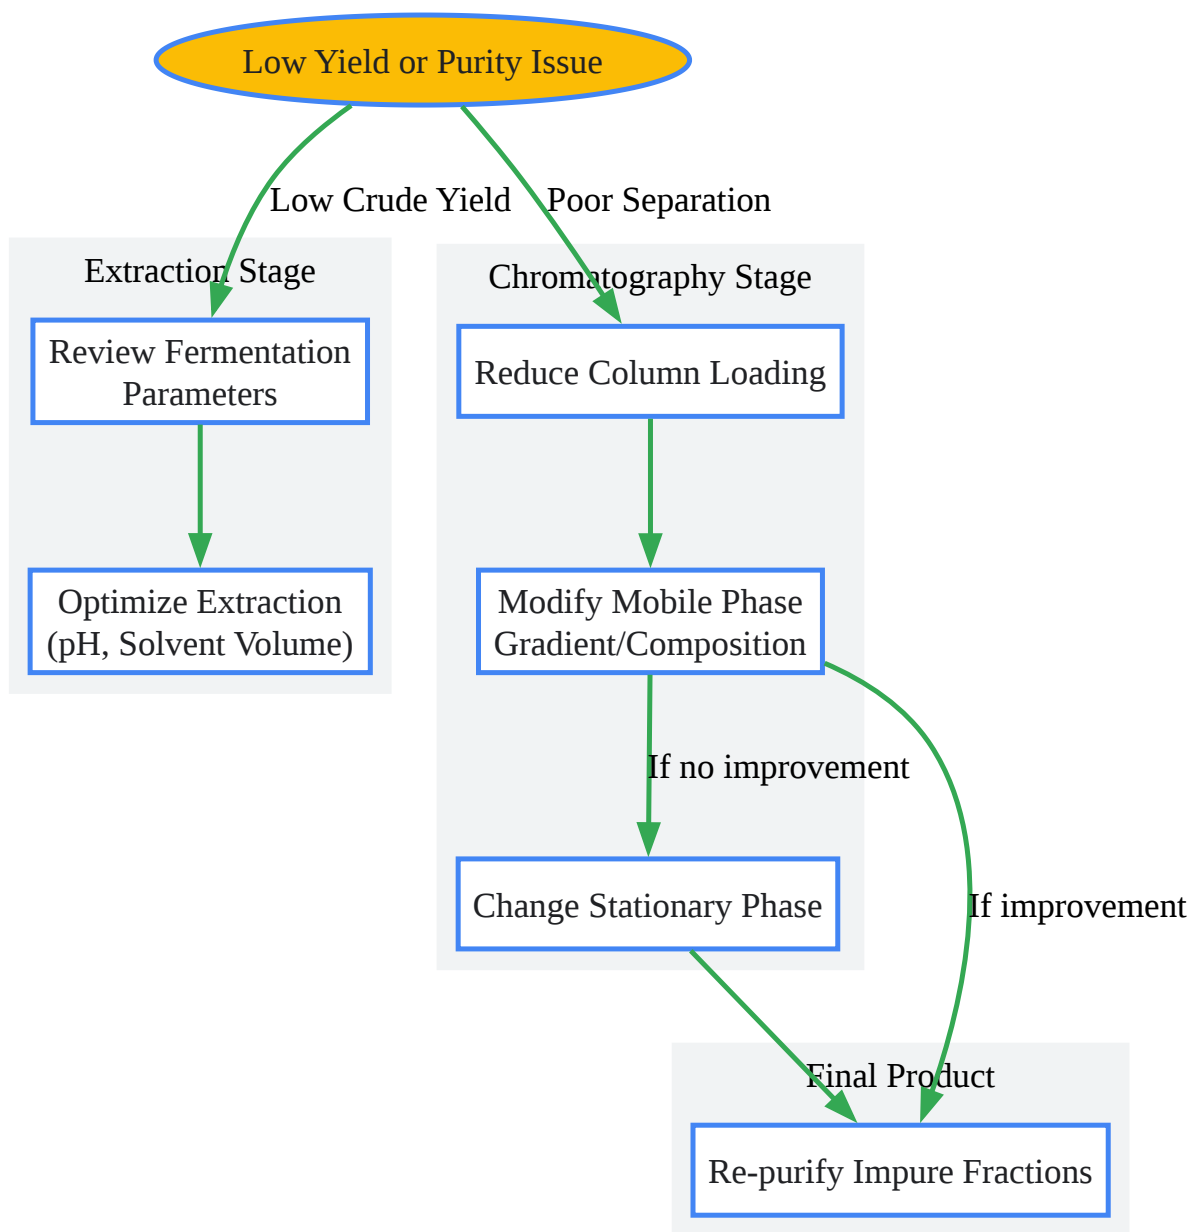 Low Yield or Purity Issue
Low Crude Yield
Poor Separation
Extraction Stage
Chromatography Stage
Review Fermentation
Parameters
Reduce Column Loading
Optimize Extraction
(pH, Solvent Volume)
Modify Mobile Phase
Gradient/Composition
If no improvement
Change Stationary Phase
If improvement
Final Product
Re-purify Impure Fractions